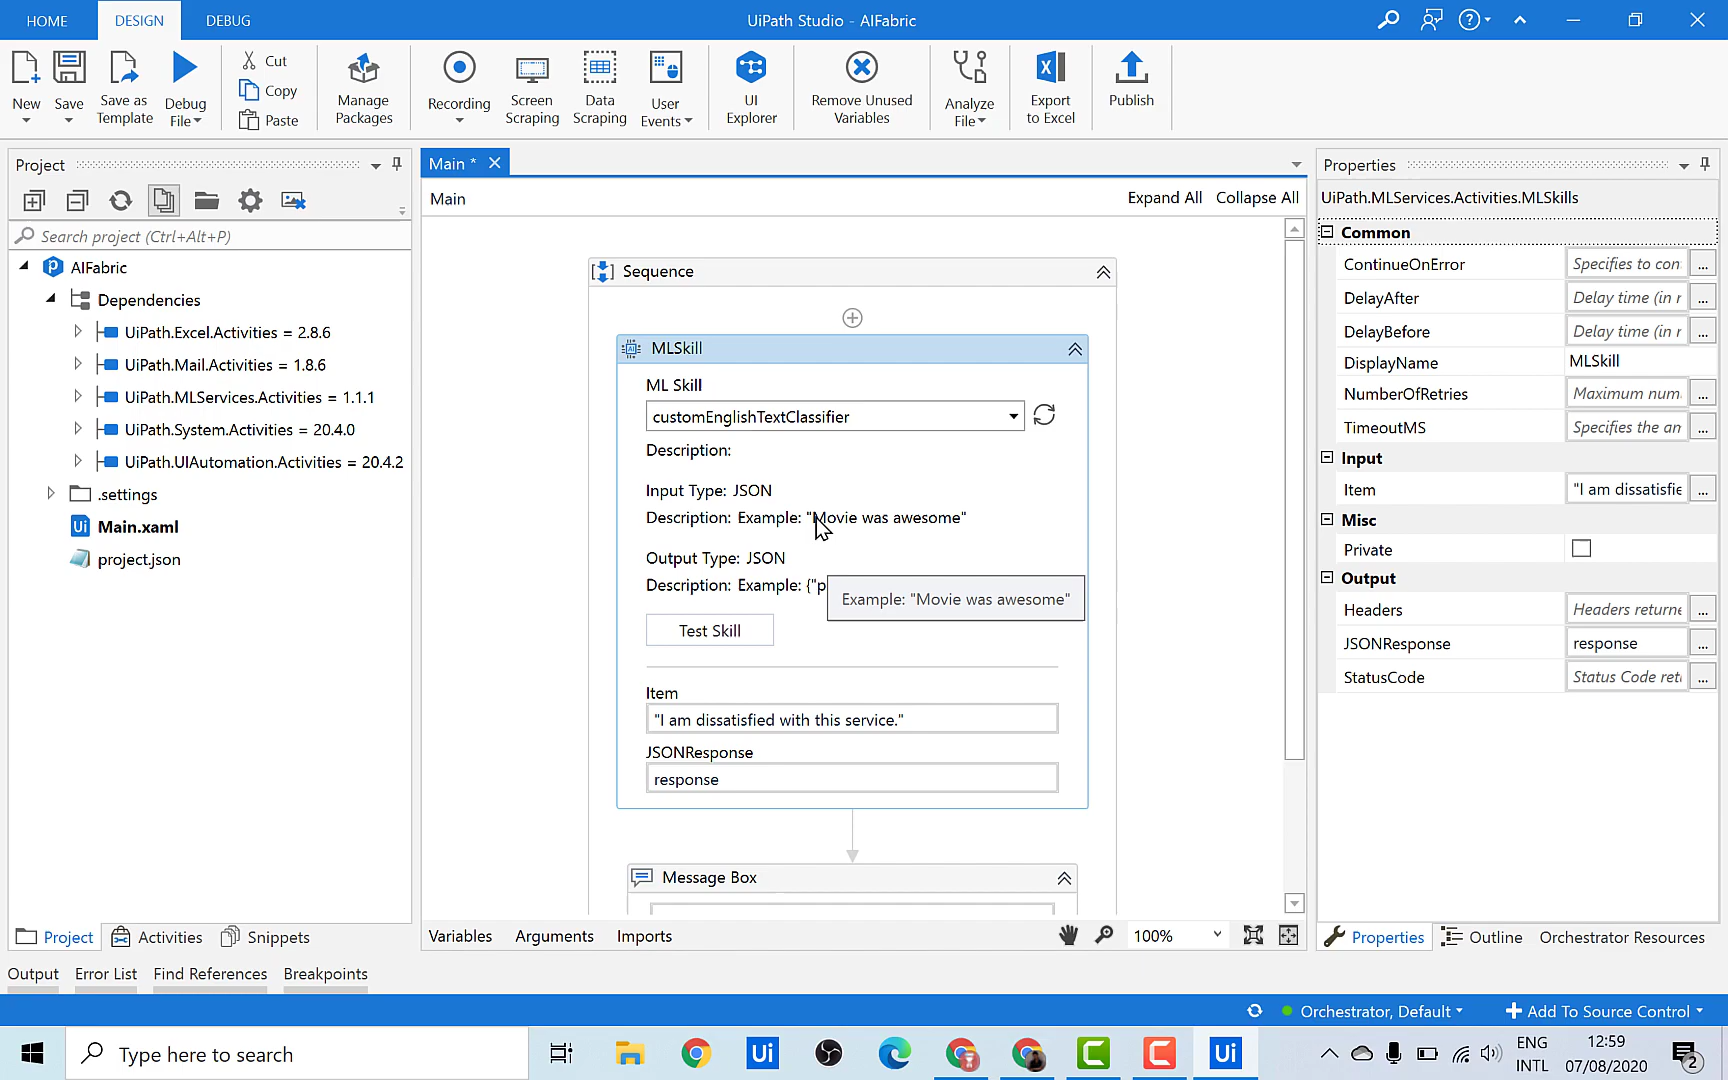 HOME DESIGN DEBUG UiPath Studio - AIFabric
New Save Save as Template Debug File Cut Copy Paste Manage Packages Recording Screen Scraping Data Scraping User Events UI Explorer Remove Unused Variables Analyze File Export to Excel Publish
Project
Search project (Ctrl+Alt+P)
AIFabric
Dependencies
UiPath.Excel.Activities = 2.8.6
UiPath.Mail.Activities = 1.8.6
UiPath.MLServices.Activities = 1.1.1
UiPath.System.Activities = 20.4.0
UiPath.UIAutomation.Activities = 20.4.2
.settings
Main.xaml
project.json
Project Activities Snippets
Main *
Main Expand All Collapse All
Sequence
MLSkill
ML Skill
customEnglishTextClassifier
Description:
Input Type: JSON
Description: Example: "Movie was awesome"
Output Type: JSON
Description: Example: {"p
Example: "Movie was awesome"
Test Skill
Item
"I am dissatisfied with this service."
JSONResponse
response
Message Box
Variables Arguments Imports 100%
Properties
UiPath.MLServices.Activities.MLSkills
Common
ContinueOnError Specifies to con ...
DelayAfter Delay time (in r ...
DelayBefore Delay time (in r ...
DisplayName MLSkill
NumberOfRetries Maximum num ...
TimeoutMS Specifies the an ...
Input
Item "I am dissatisfie ...
Misc
Private
Output
Headers Headers returne ...
JSONResponse response ...
StatusCode Status Code ret ...
Properties Outline Orchestrator Resources
Output Error List Find References Breakpoints
Orchestrator, Default Add To Source Control
Type here to search
Ui
Ui
ENG
INTL
12:59
07/08/2020
2